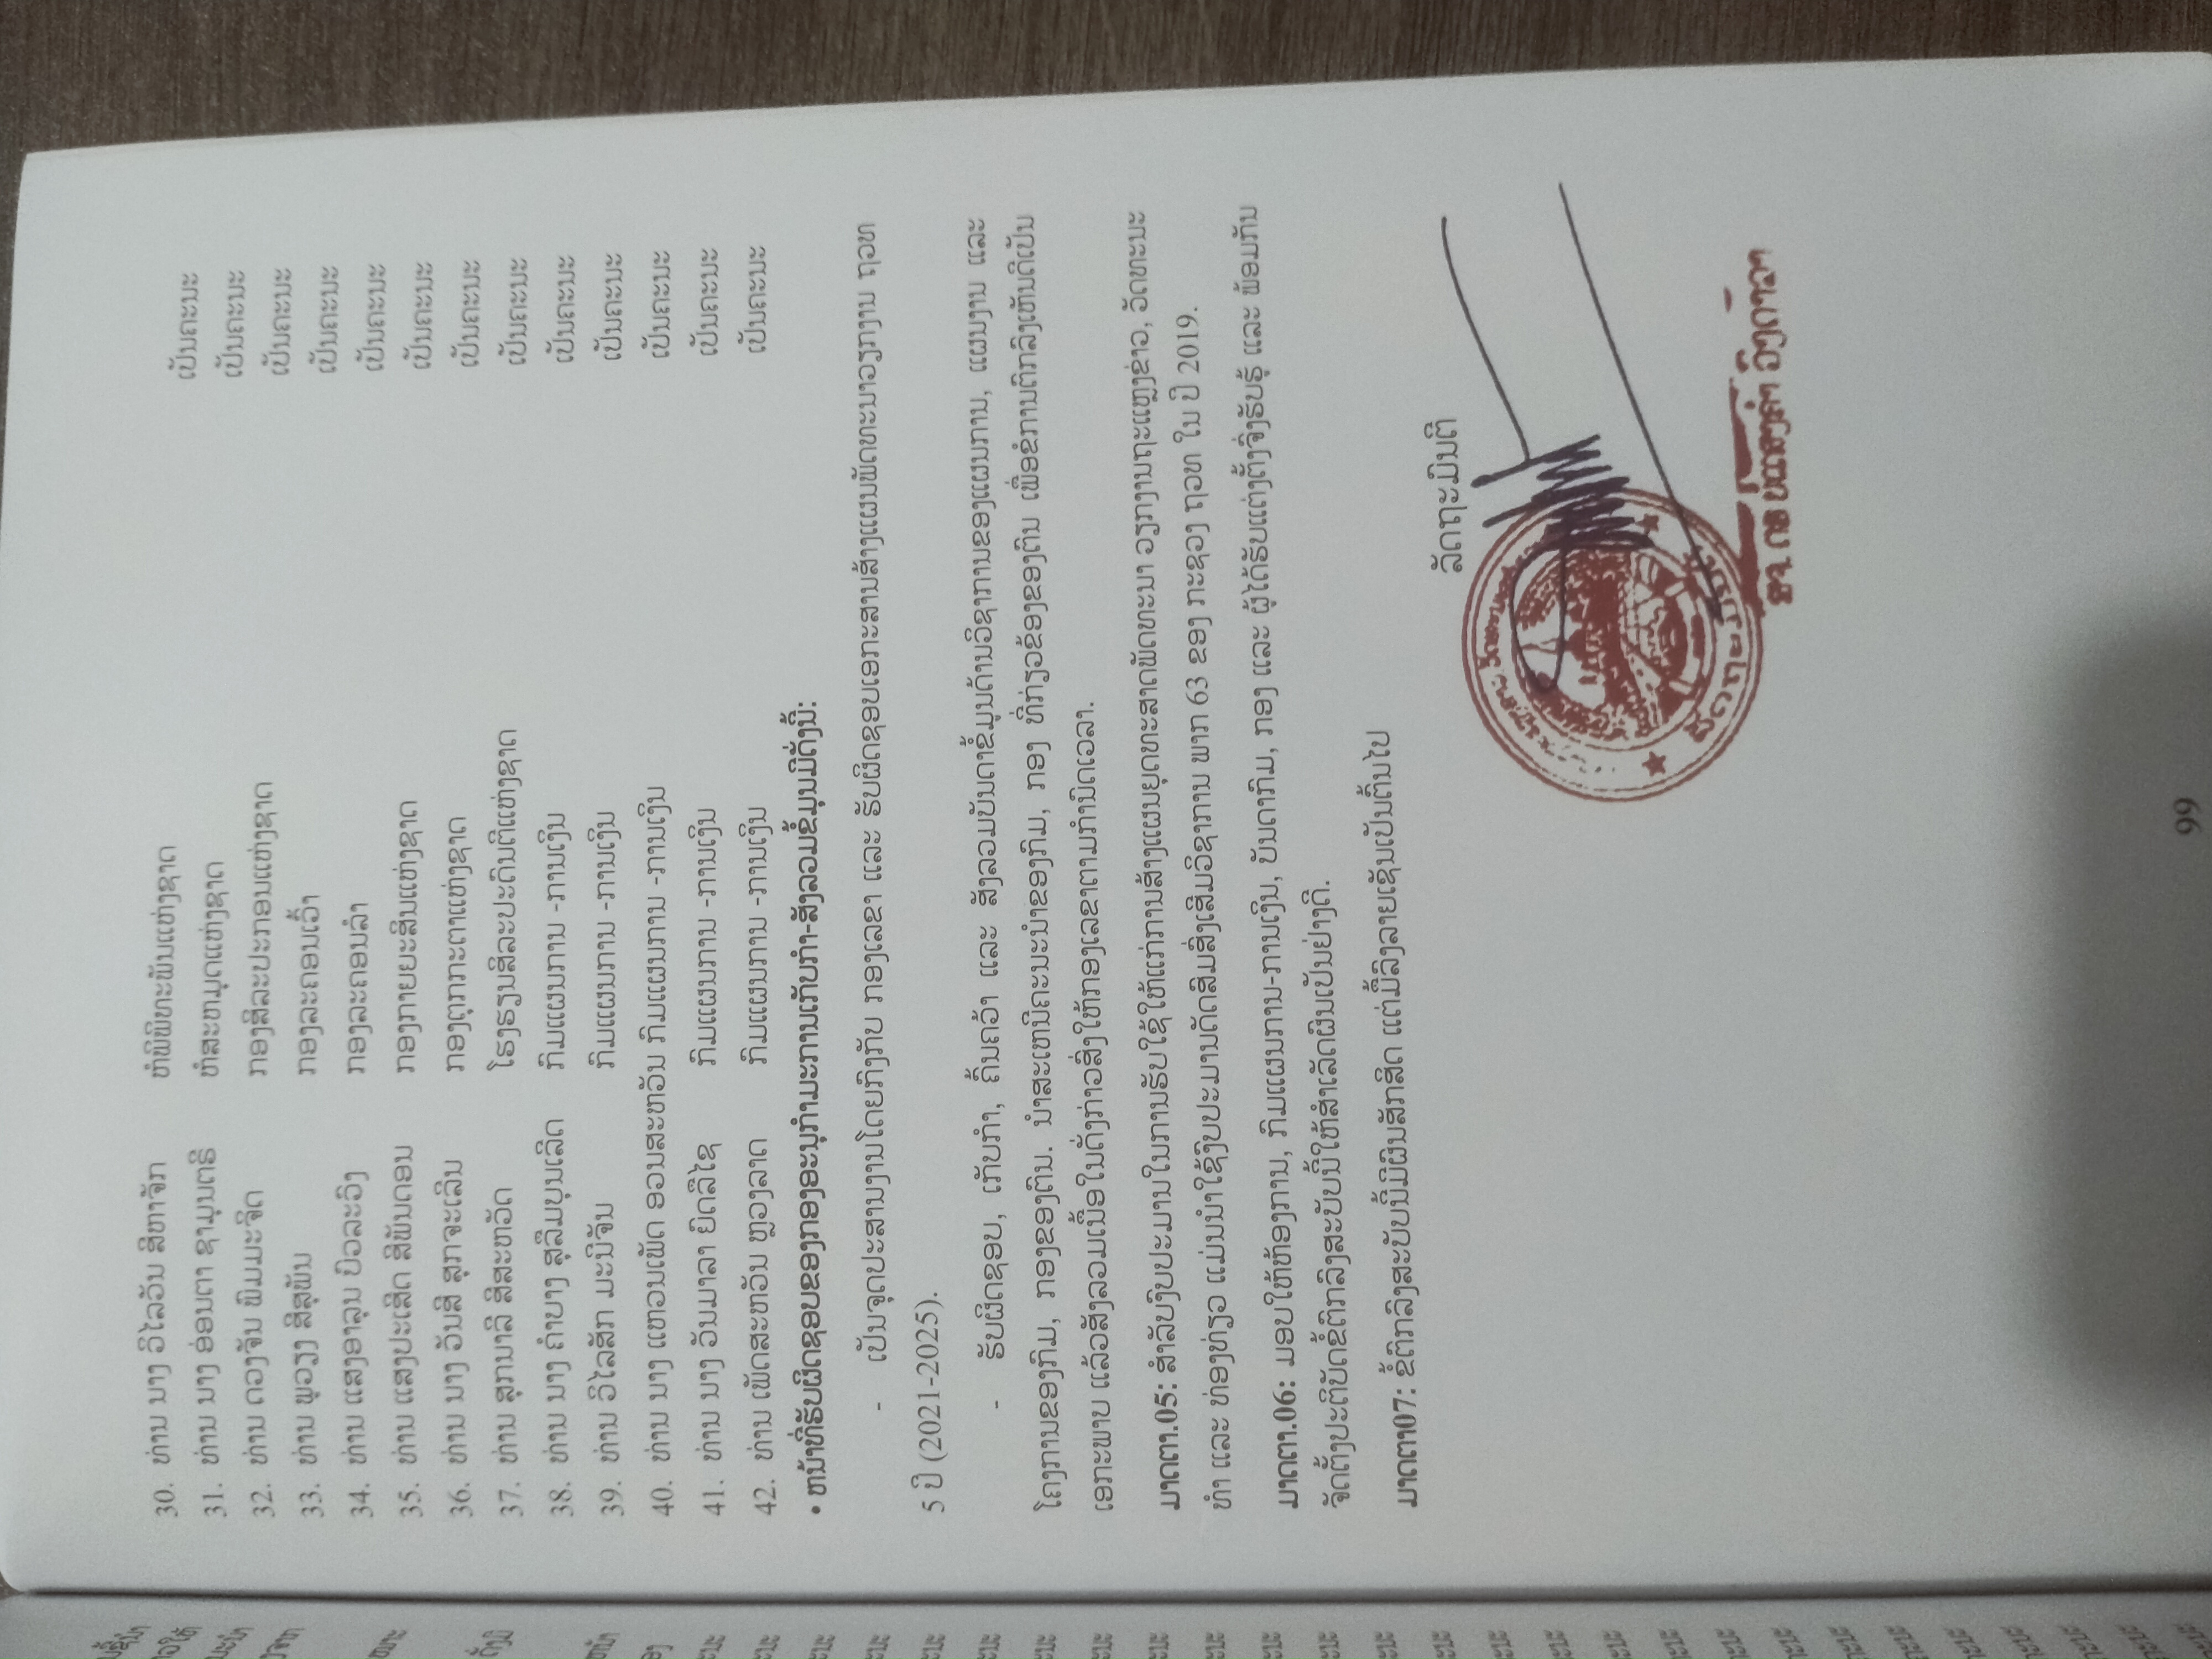 30. ທ່ານ ນາງ ວິໄລວັນ ສີຫາຈັກ ຫໍພິພິທະພັນແຫ່ງຊາດ ເປັນຄະນະ
31. ທ່ານ ນາງ ອ່ອນຕາ ຊາມຸນຕຣີ ຫໍສະຫມຸດແຫ່ງຊາດ ເປັນຄະນະ
32. ທ່ານ ດວງຈັນ ພິມມະຈິດ ກອງສິລະປະກອນແຫ່ງຊາດ ເປັນຄະນະ
33. ທ່ານ ພູວຽງ ສີສຸພັນ ກອງລະຄອນເວົ້າ ເປັນຄະນະ
34. ທ່ານ ແສງອາລຸນ ບົວລະວົງ ກອງລະຄອນລໍາ ເປັນຄະນະ
35. ທ່ານ ແສງປະເສີດ ສີພັນດອນ ກອງກາຍຍະສິນແຫ່ງຊາດ ເປັນຄະນະ
36. ທ່ານ ນາງ ວັນສີ ສຸກຈະເລີນ ກອງຕຸກກະຕາແຫ່ງຊາດ ເປັນຄະນະ
37. ທ່ານ ສຸການາລີ ສີສະຫວັດ ໂຮງຮຽນສິລະປະດົນຕີແຫ່ງຊາດ ເປັນຄະນະ
38. ທ່ານ ນາງ ຄໍາບາງ ສຸລິມບຸນເລີດ ກົມແຜນການ -ການເງິນ ເປັນຄະນະ
39. ທ່ານ ວິໄລສັກ ມະນີຈັນ ກົມແຜນການ -ການເງິນ ເປັນຄະນະ
40. ທ່ານ ນາງ ແຫວນເພັດ ອວນສະຫວັນ ກົມແຜນການ -ການເງິນ ເປັນຄະນະ
41. ທ່ານ ນາງ ວັນມາລາ ຍົດລືໄຊ ກົມແຜນການ -ການເງິນ ເປັນຄະນະ
42. ທ່ານ ເພັດສະຫວັນ ຫຼວງລາດ ກົມແຜນການ -ການເງິນ ເປັນຄະນະ
• ຫນ້າທີ່ຮັບຜິດຊອບຂອງກອງອະນຸກໍາມະການເກັບກໍາ-ສັງລວມຂໍ້ມູນມີດັ່ງນີ້:
- ເປັນຈຸດປະສານງານໂດຍກົງກັບ ກອງເລຂາ ແລະ ຮັບຜິດຊອບເອກະສານສ້າງແຜນພັດທະນາວຽກງານ ຖວທ
5 ປີ (2021-2025).
- ຮັບຜິດຊອບ, ເກັບກໍາ, ຄົ້ນຄວ້າ ແລະ ສັງລວມບັນດາຂໍ້ມູນດ້ານວິຊາການຂອງແຜນການ, ແຜນງານ ແລະ
ໂຄງການຂອງກົມ, ກອງຂອງຕົນ. ນໍາສະເຫນີຄະນະນໍາຂອງກົມ, ກອງ ທີ່ກ່ຽວຂ້ອງຂອງຕົນ ເພື່ອຂໍການຕົກລົງເຫັນດີເປັນ
ເອກະພາບ ແລ້ວສັງລວມເນື້ອໃນດັ່ງກ່າວສົ່ງໃຫ້ກອງເລຂາຕາມກໍານົດເວລາ.
ມາດຕາ.05: ສໍາລັບງົບປະມານໃນການຮັບໃຊ້ໃຫ້ແກ່ການສ້າງແຜນຍຸດທະສາດພັດທະນາ ວຽກງານຖະແຫຼງຂ່າວ, ວັດທະນະ
ທໍາ ແລະ ທ່ອງທ່ຽວ ແມ່ນນໍາໃຊ້ງົບປະມານດັດສົມສົ່ງເສີມວິຊາການ ພາກ 63 ຂອງ ກະຊວງ ຖວທ ໃນ ປີ 2019.
ມາດຕາ.06: ມອບໃຫ້ຫ້ອງການ, ກົມແຜນການ-ການເງິນ, ບັນດາກົມ, ກອງ ແລະ ຜູ້ໄດ້ຮັບແຕ່ງຕັ້ງຈົ່ງຮັບຮູ້ ແລະ ພ້ອມກັນ
ຈັດຕັ້ງປະຕິບັດຂໍ້ຕົກລົງສະບັບນີ້ໃຫ້ສໍາເລັດຜົນເປັນຢ່າງດີ.
ມາດຕາ07: ຂໍ້ຕົກລົງສະບັບນີ້ມີຜົນສັກສິດ ແຕ່ມື້ລົງລາຍເຊັນເປັນຕົ້ນໄປ
ລັດຖະມົນຕີ
99